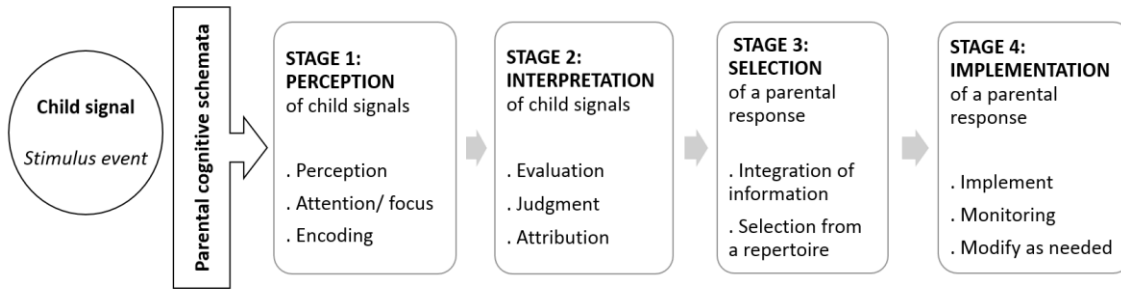 Child signal
Stimulus event
Parental cognitive schemata
STAGE 1:
PERCEPTION
of child signals
. Perception
. Attention/ focus
. Encoding
STAGE 2:
INTERPRETATION
of child signals
. Evaluation
. Judgment
. Attribution
STAGE 3:
SELECTION
of a parental
response
. Integration of
information
. Selection from
a repertoire
STAGE 4:
IMPLEMENTATION
of a parental
response
. Implement
. Monitoring
. Modify as needed